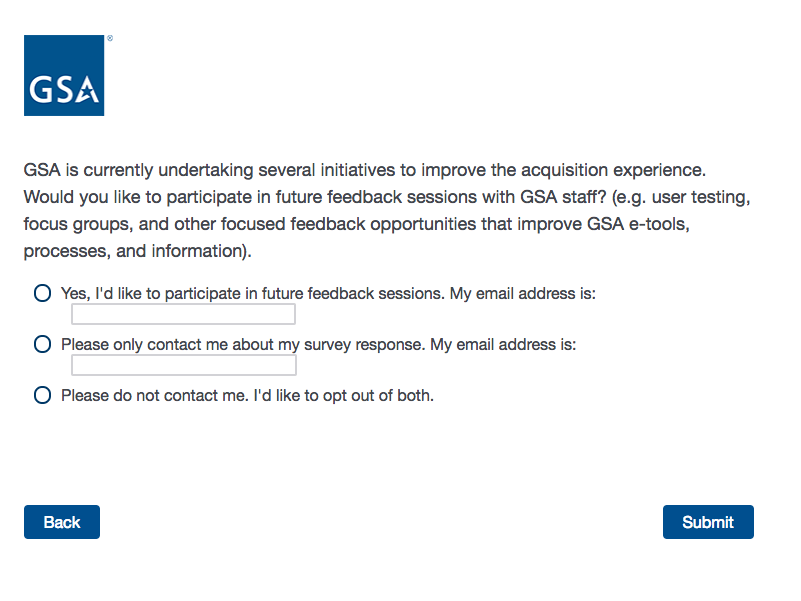 ®
GSA
GSA is currently undertaking several initiatives to improve the acquisition experience.
Would you like to participate in future feedback sessions with GSA staff? (e.g. user testing,
focus groups, and other focused feedback opportunities that improve GSA e-tools,
processes, and information).
Yes, I'd like to participate in future feedback sessions. My email address is:
Please only contact me about my survey response. My email address is:
Please do not contact me. I'd like to opt out of both.
Back
Submit